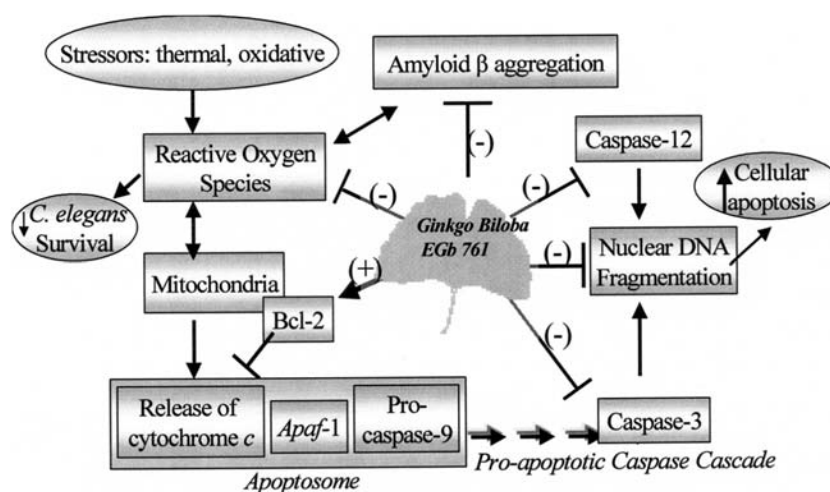 Stressors: thermal, oxidative
Amyloid β aggregation
(-)
Caspase-12
Reactive Oxygen
Species
(-)
(-)
Cellular
apoptosis
C. elegans
Survival
Ginkgo Biloba
EGb 761
(-)
Nuclear DNA
Fragmentation
(+)
Mitochondria
Bcl-2
(-)
Release of
cytochrome c
Apaf-1
Pro-
caspase-9
Caspase-3
Apoptosome
Pro-apoptotic Caspase Cascade